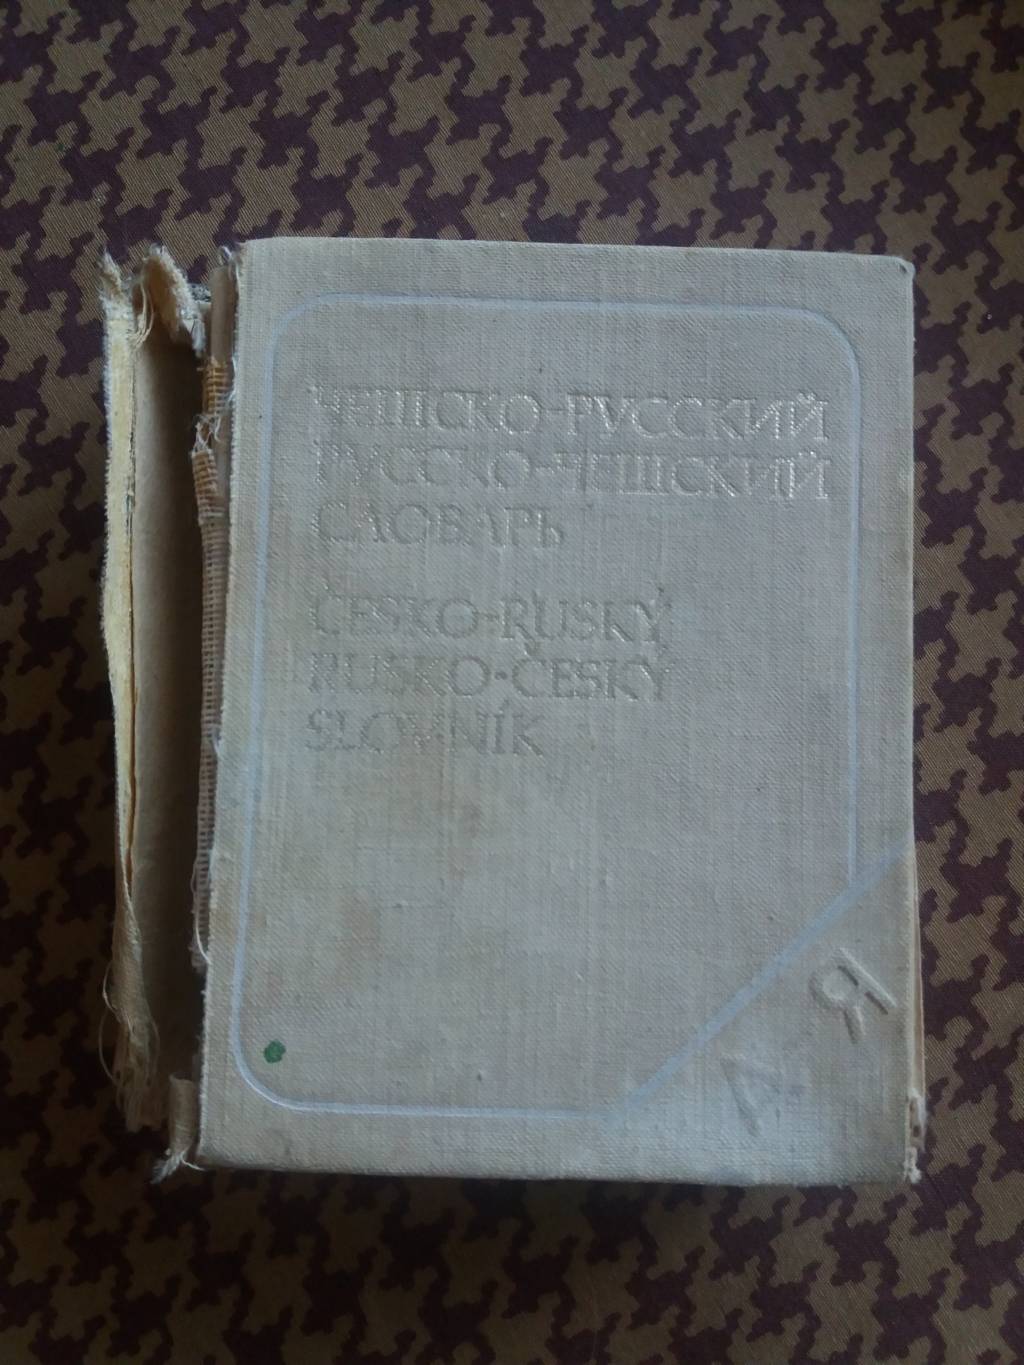 ЧЕШСКО-РУССКИЙ
РУССКО-ЧЕШСКИЙ
СЛОВАРЬ
ČESKO-RUSKÝ
RUSKO-ČESKÝ
SLOVNÍK
А-Я